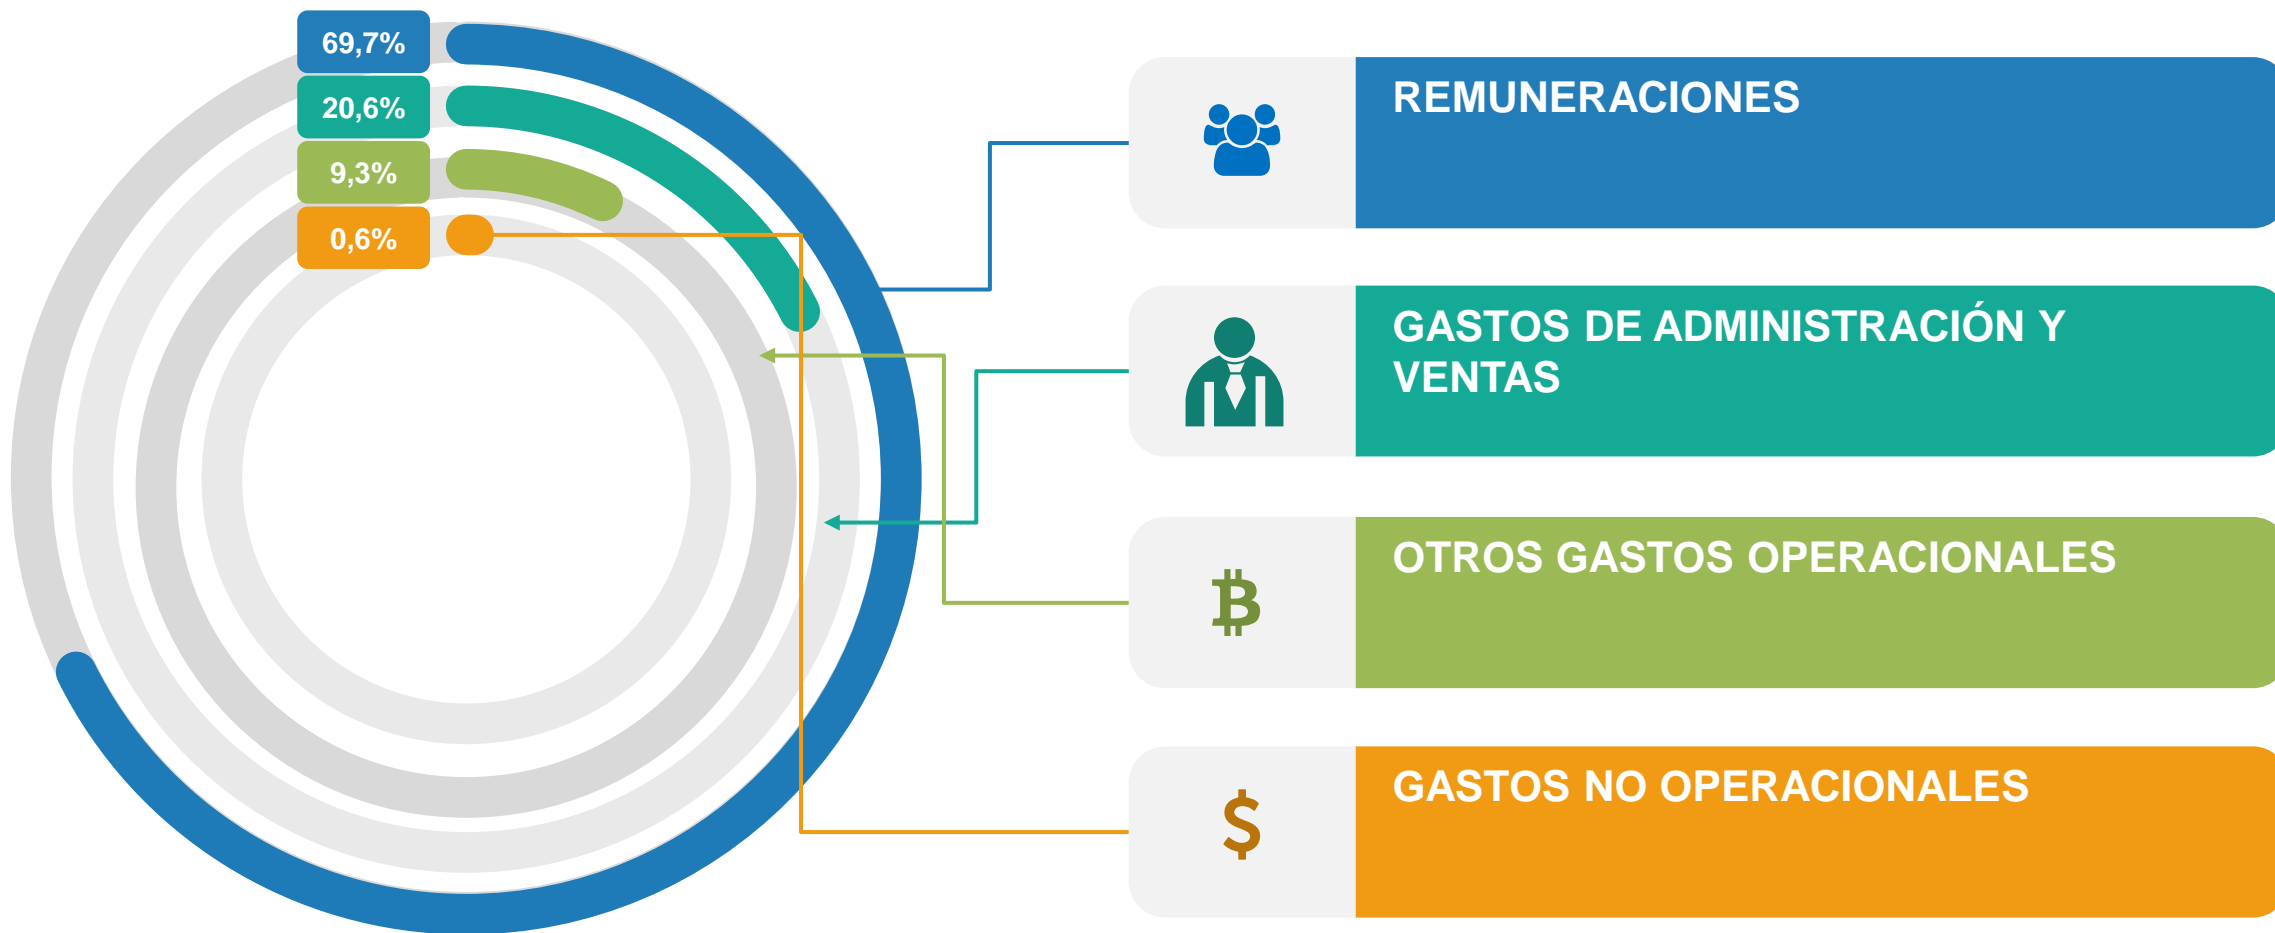 69,7%
20,6%
9,3%
0,6%
REMUNERACIONES
GASTOS DE ADMINISTRACIÓN Y
VENTAS
OTROS GASTOS OPERACIONALES
GASTOS NO OPERACIONALES